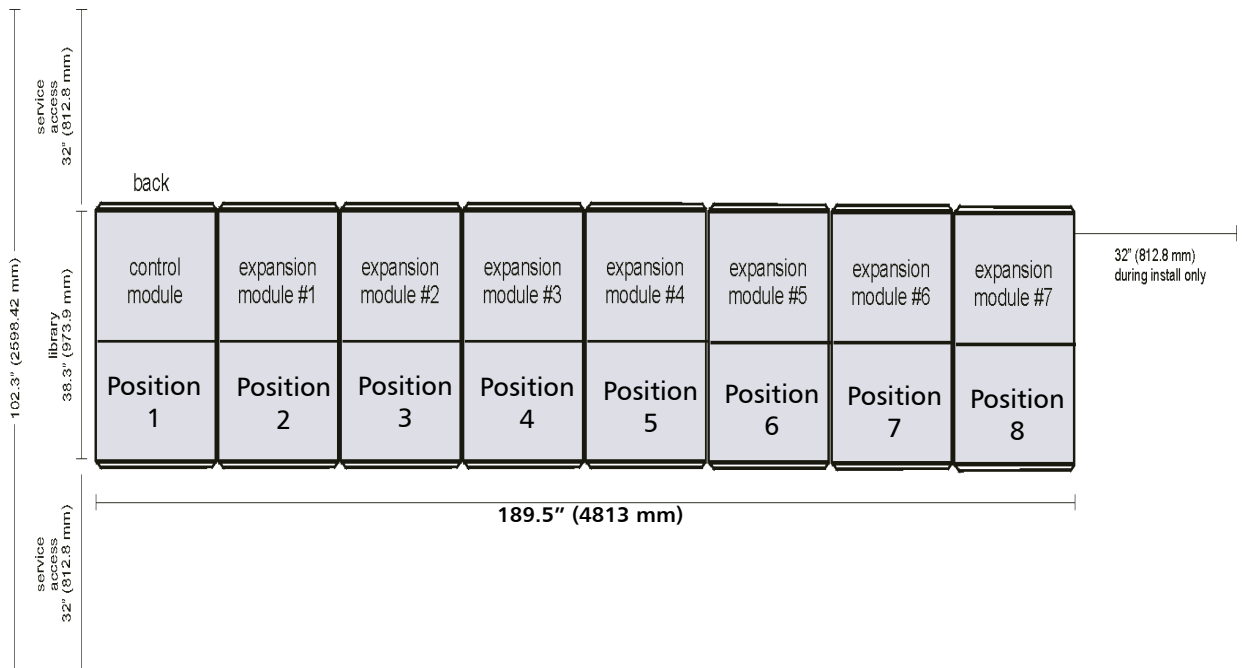 102.3" (2598.42 mm)
service
access
32" (812.8 mm)
library
38.3" (973.9 mm)
service
access
32" (812.8 mm)
back
control
module
expansion
module #1
expansion
module #2
expansion
module #3
expansion
module #4
expansion
module #5
expansion
module #6
expansion
module #7
Position
1
Position
2
Position
3
Position
4
Position
5
Position
6
Position
7
Position
8
32" (812.8 mm)
during install only
189.5” (4813 mm)